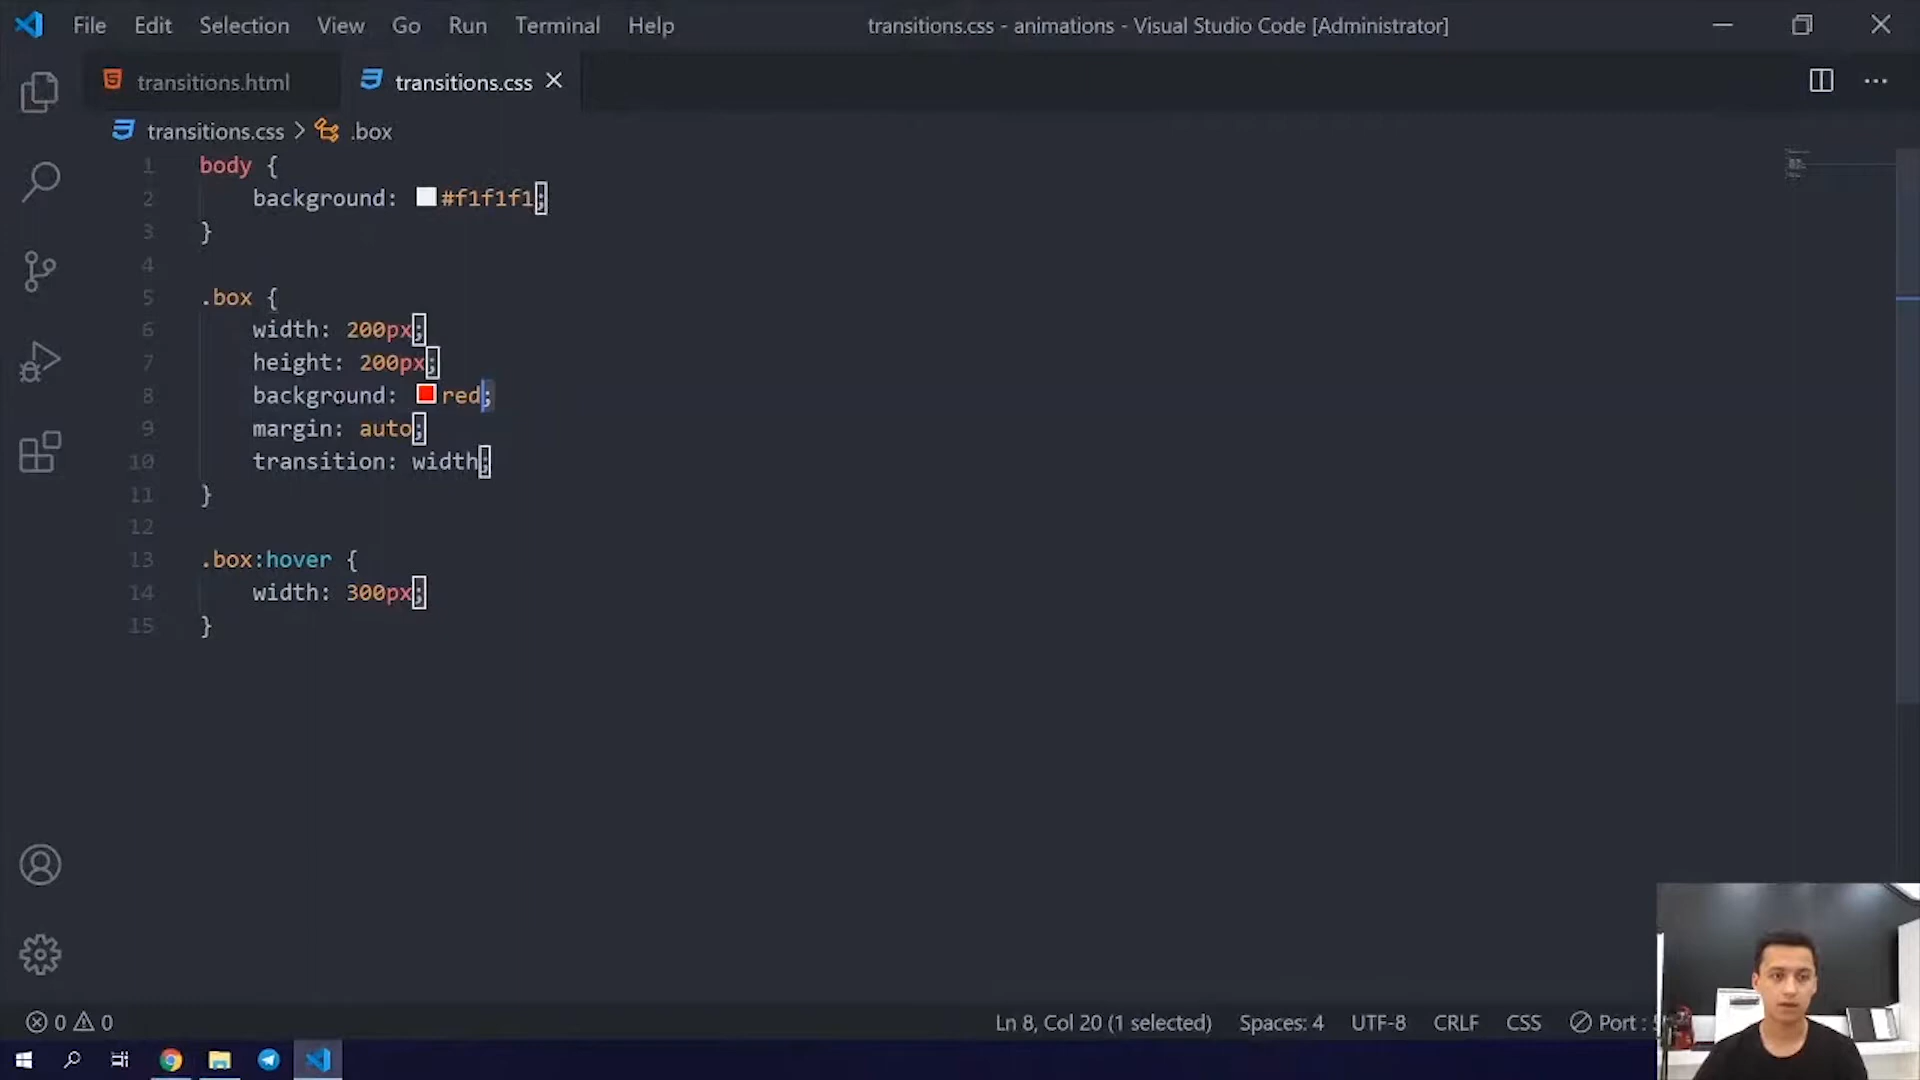 File Edit Selection View Go Run Terminal Help transitions.css - animations - Visual Studio Code [Administrator]
transitions.html transitions.css
transitions.css > .box
1 body {
2 background: #f1f1f1;
3 }
4
5 .box {
6 width: 200px;
7 height: 200px;
8 background: red;
9 margin: auto;
10 transition: width;
11 }
12
13 .box:hover {
14 width: 300px;
15 }
0 0 Ln 8, Col 20 (1 selected) Spaces: 4 UTF-8 CRLF CSS Port :